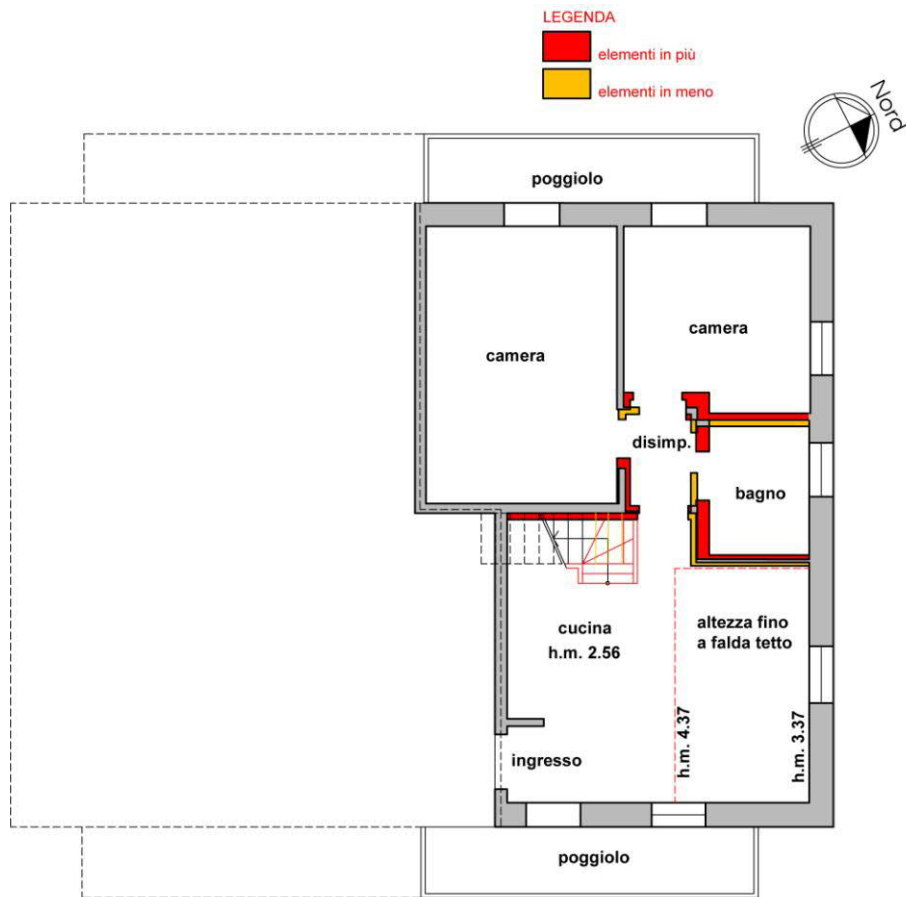 LEGENDA
elementi in più
elementi in meno
Nord
poggiolo
camera
camera
disimp.
bagno
cucina
h.m. 2.56
altezza fino
a falda tetto
h.m. 4.37
h.m. 3.37
ingresso
poggiolo